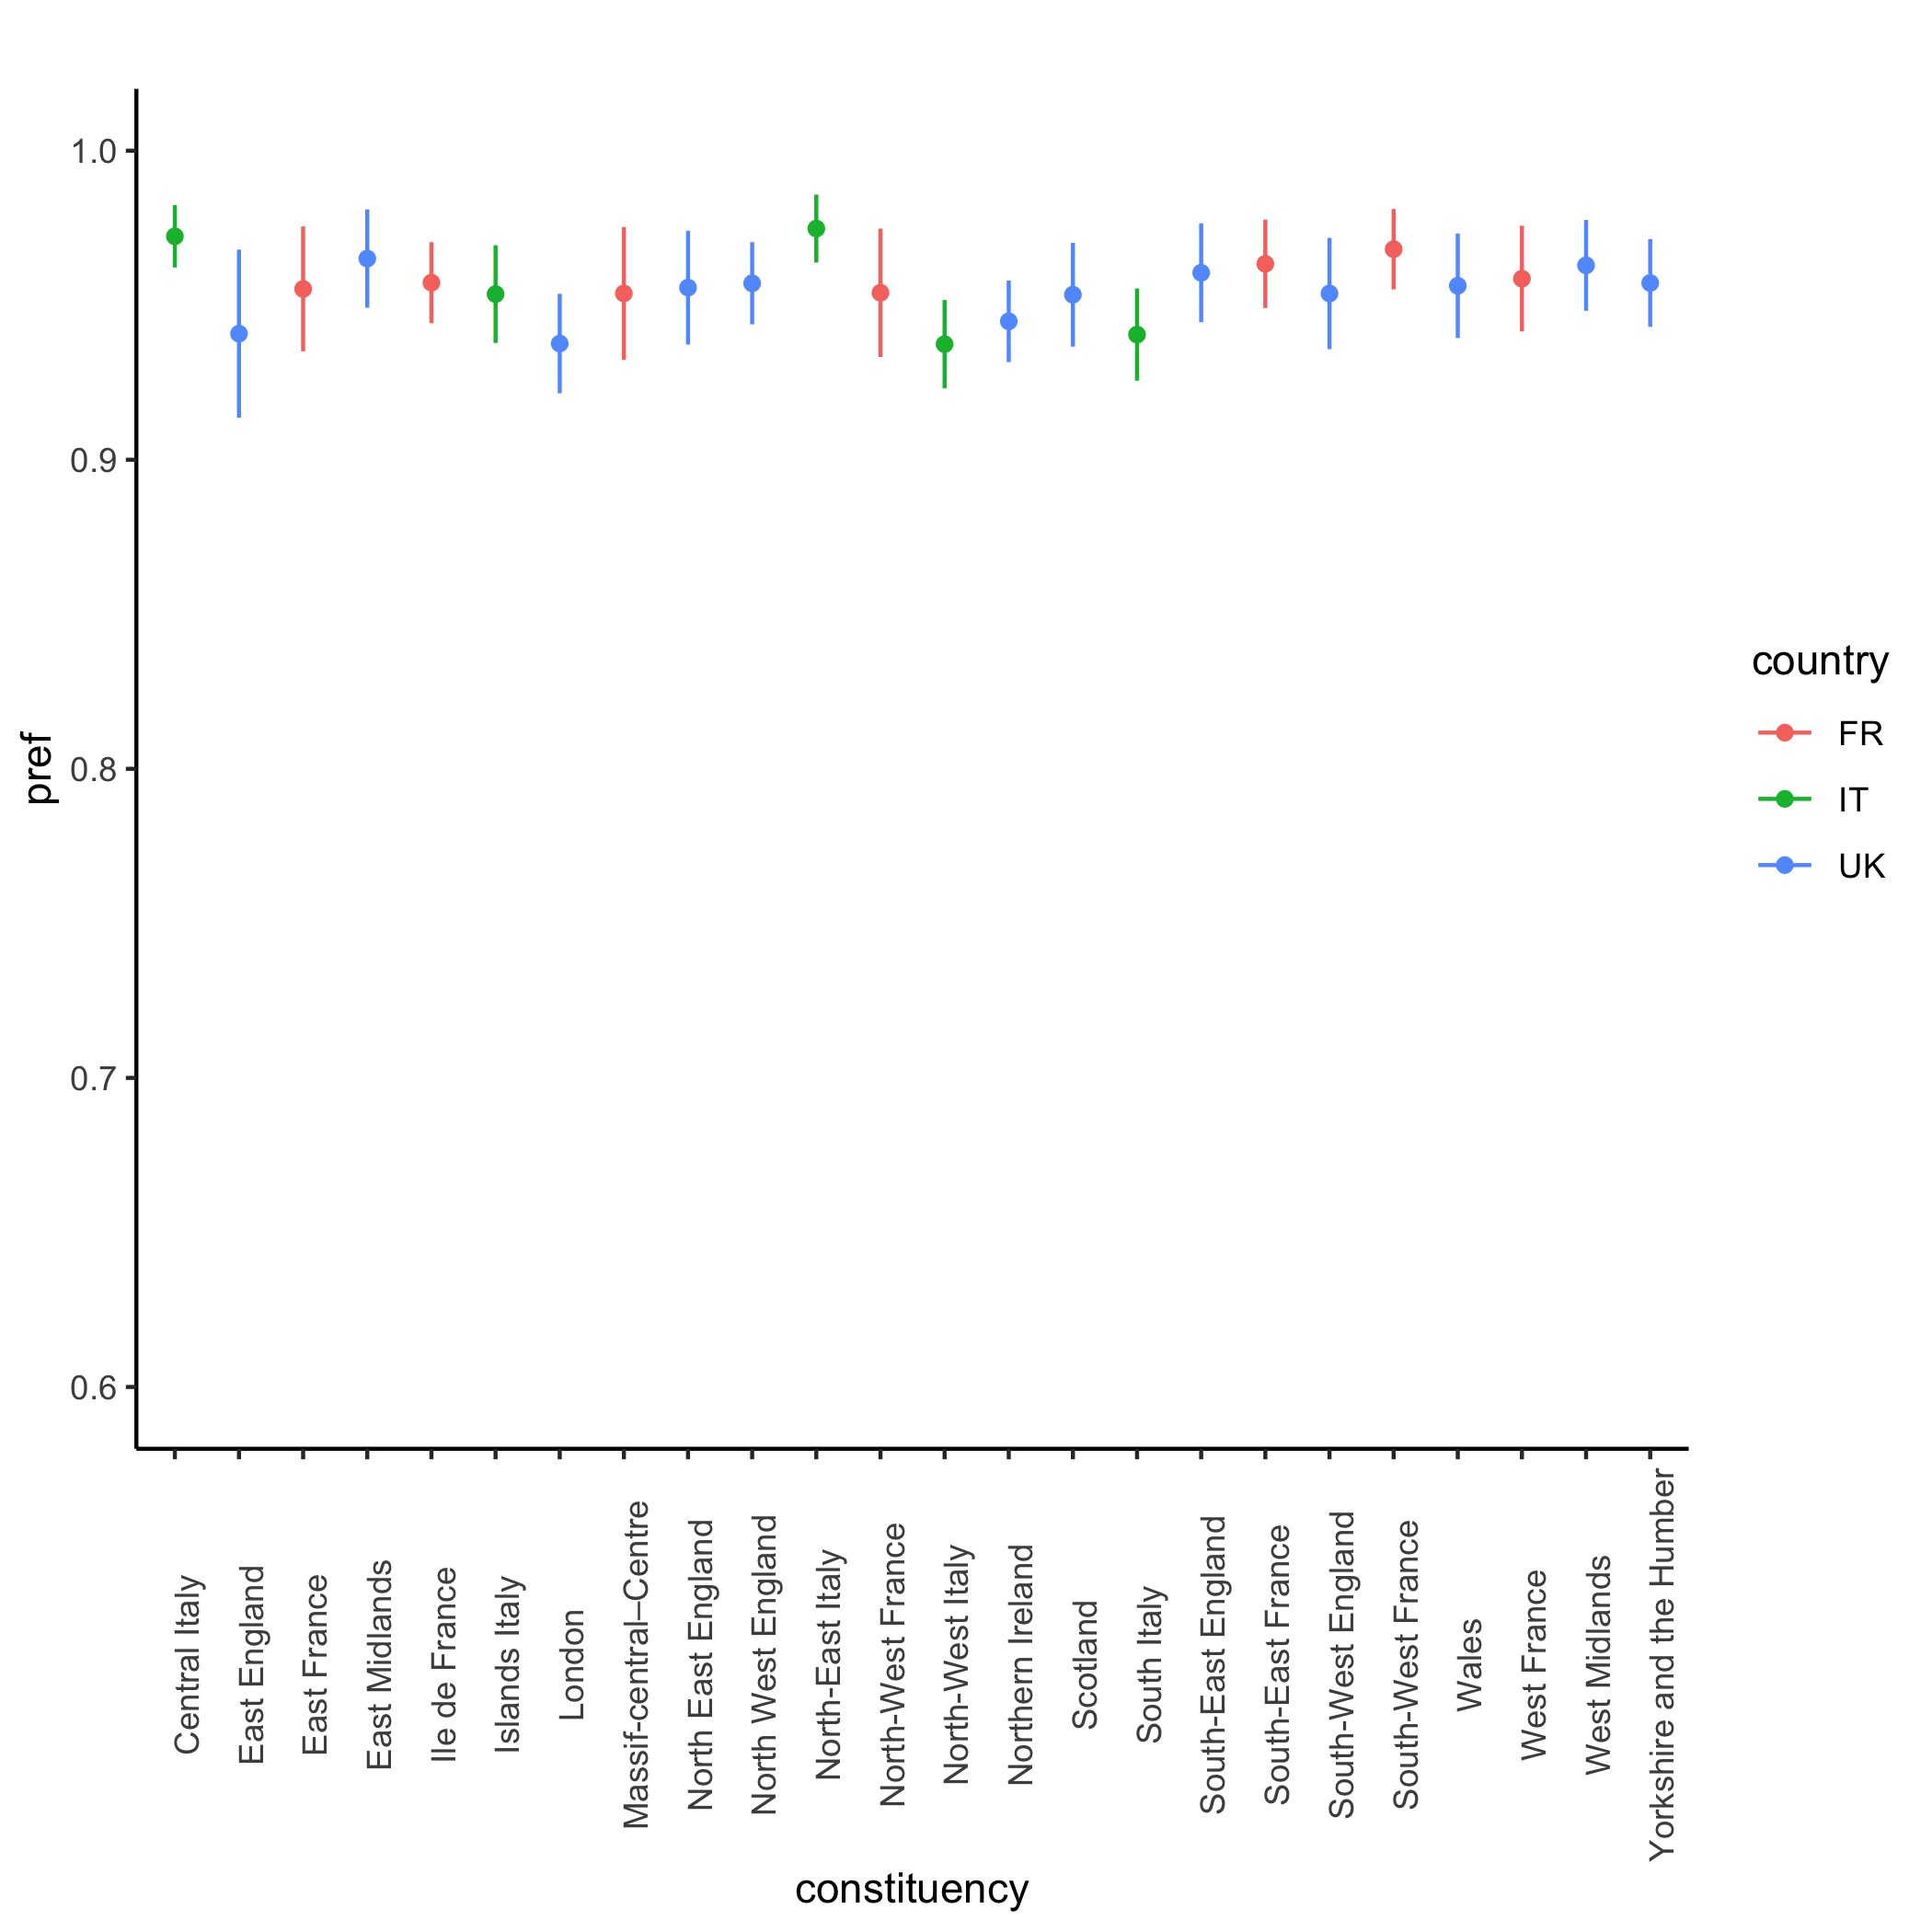 1.0
0.9
0.8
0.7
0.6
pref
Central Italy
East England
East France
East Midlands
Ile de France
Islands Italy
London
Massif-central–Centre
North East England
North West England
North-East Italy
North-West France
North-West Italy
Northern Ireland
Scotland
South Italy
South-East England
South-East France
South-West England
South-West France
Wales
West France
West Midlands
Yorkshire and the Humber
constituency
country
FR
IT
UK